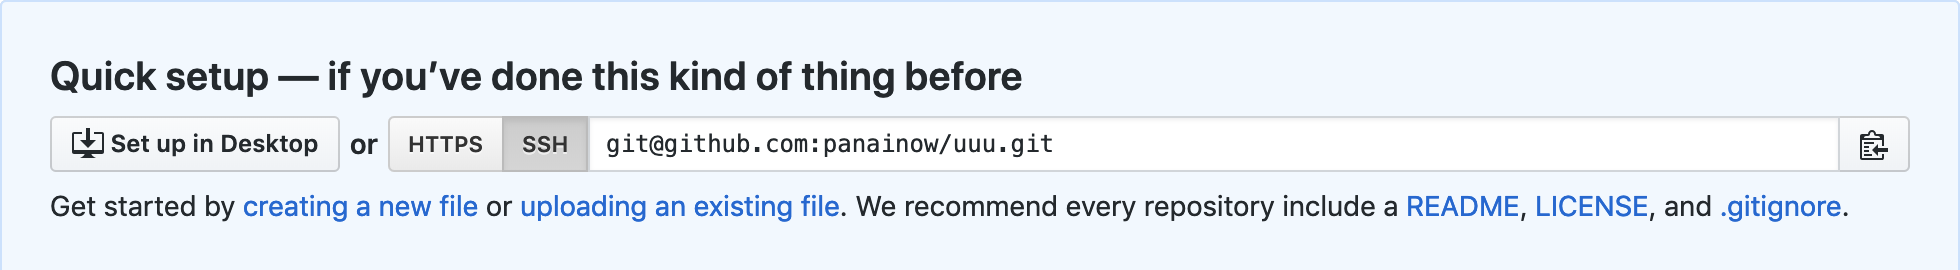 Quick setup — if you’ve done this kind of thing before
Set up in Desktop or HTTPS SSH git@github.com:panainow/uuu.git
Get started by creating a new file or uploading an existing file. We recommend every repository include a README, LICENSE, and .gitignore.